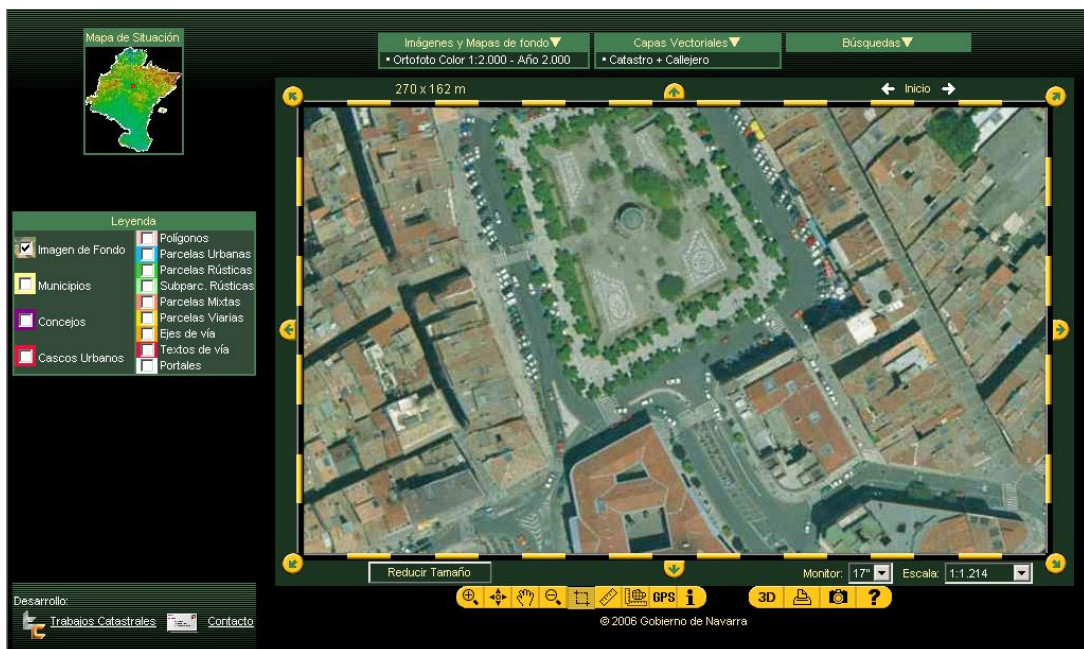 Mapa de Situación
Imágenes y Mapas de fondo▼
▪ Ortofoto Color 1:2.000 - Año 2.000
Capas Vectoriales▼
▪ Catastro + Callejero
Búsquedas▼
270 x 162 m
← Inicio →
Leyenda
Imagen de Fondo
Municipios
Concejos
Cascos Urbanos
Polígonos
Parcelas Urbanas
Parcelas Rústicas
Subparc. Rústicas
Parcelas Mixtas
Parcelas Viarias
Ejes de vía
Textos de vía
Portales
Reducir Tamaño
Monitor: 17"
Escala: 1:1.214
GPS
i
3D
?
© 2006 Gobierno de Navarra
Desarrollo:
Trabajos Catastrales
Contacto